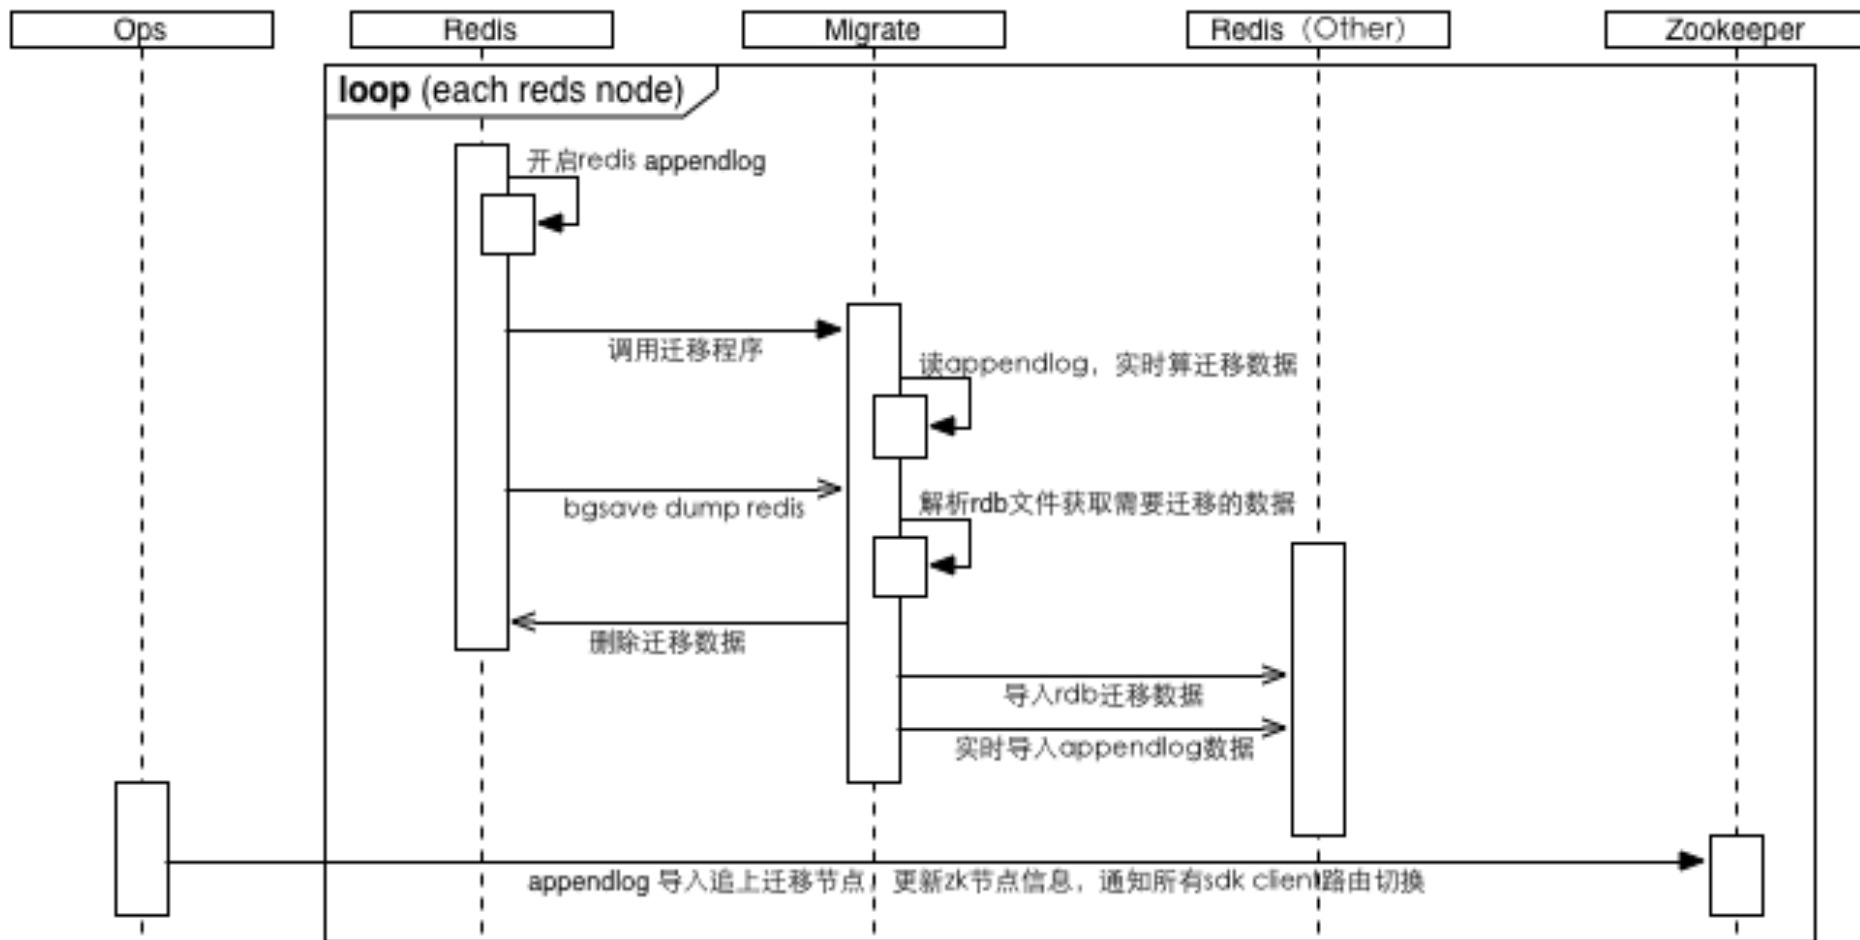 Ops
Redis
Migrate
Redis（Other）
Zookeeper
loop (each reds node)
开启redis appendlog
调用迁移程序
读appendlog，实时算迁移数据
bgsave dump redis
解析rdb文件获取需要迁移的数据
删除迁移数据
导入rdb迁移数据
实时导入appendlog数据
appendlog 导入追上迁移节点，更新zk节点信息，通知所有sdk client路由切换